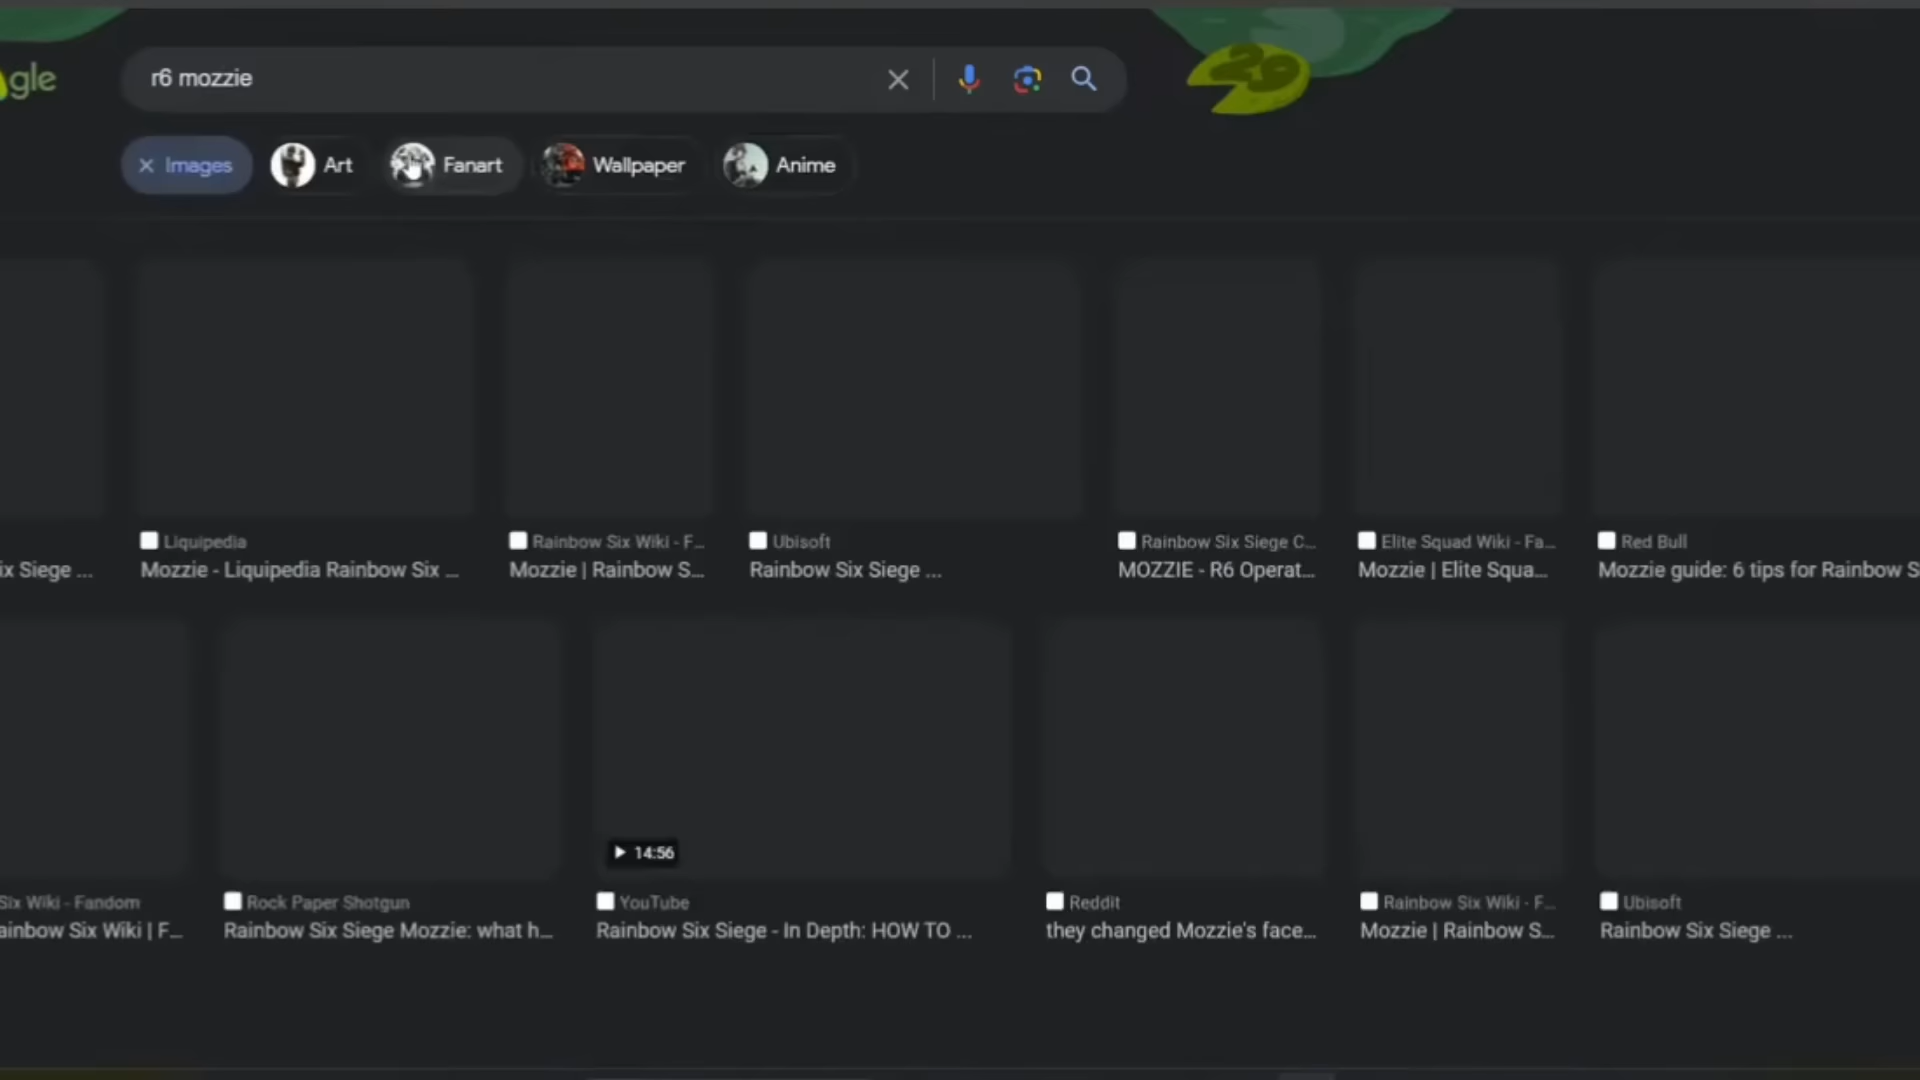 gle
r6 mozzie
29
Images
Art
Fanart
Wallpaper
Anime
Liquipedia
Rainbow Six Wiki - F...
Ubisoft
Rainbow Six Siege C...
Elite Squad Wiki - Fa...
Red Bull
ix Siege ...
Mozzie - Liquipedia Rainbow Six ...
Mozzie | Rainbow S...
Rainbow Six Siege ...
MOZZIE - R6 Operat...
Mozzie | Elite Squa...
Mozzie guide: 6 tips for Rainbow S
14:56
Six Wiki - Fandom
Rock Paper Shotgun
YouTube
Reddit
Rainbow Six Wiki - F...
Ubisoft
ainbow Six Wiki | F...
Rainbow Six Siege Mozzie: what h...
Rainbow Six Siege - In Depth: HOW TO ...
they changed Mozzie's face...
Mozzie | Rainbow S...
Rainbow Six Siege ...